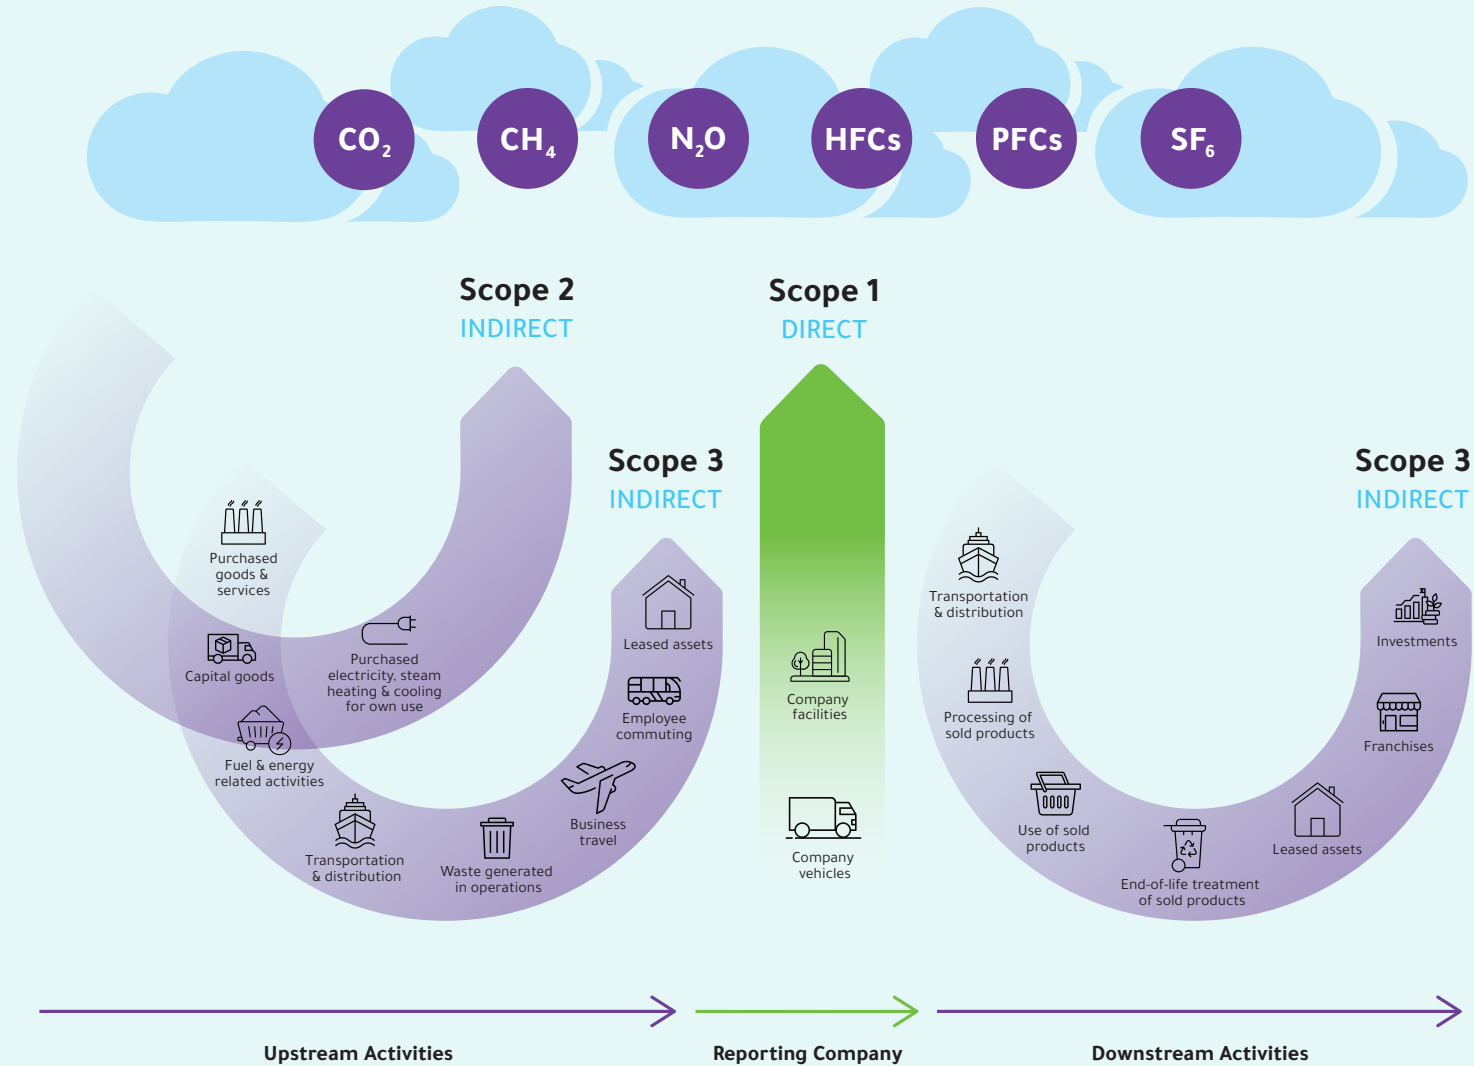 CO₂
CH₄
N₂O
HFCs
PFCs
SF₆
Scope 2
INDIRECT
Scope 1
DIRECT
Scope 3
INDIRECT
Scope 3
INDIRECT
Purchased
goods &
services
Capital goods
Purchased
electricity, steam
heating & cooling
for own use
Fuel & energy
related activities
Transportation
& distribution
Waste generated
in operations
Business
travel
Employee
commuting
Leased assets
Company
facilities
Company
vehicles
Transportation
& distribution
Processing of
sold products
Use of sold
products
End-of-life treatment
of sold products
Leased assets
Franchises
Investments
Upstream Activities
Reporting Company
Downstream Activities